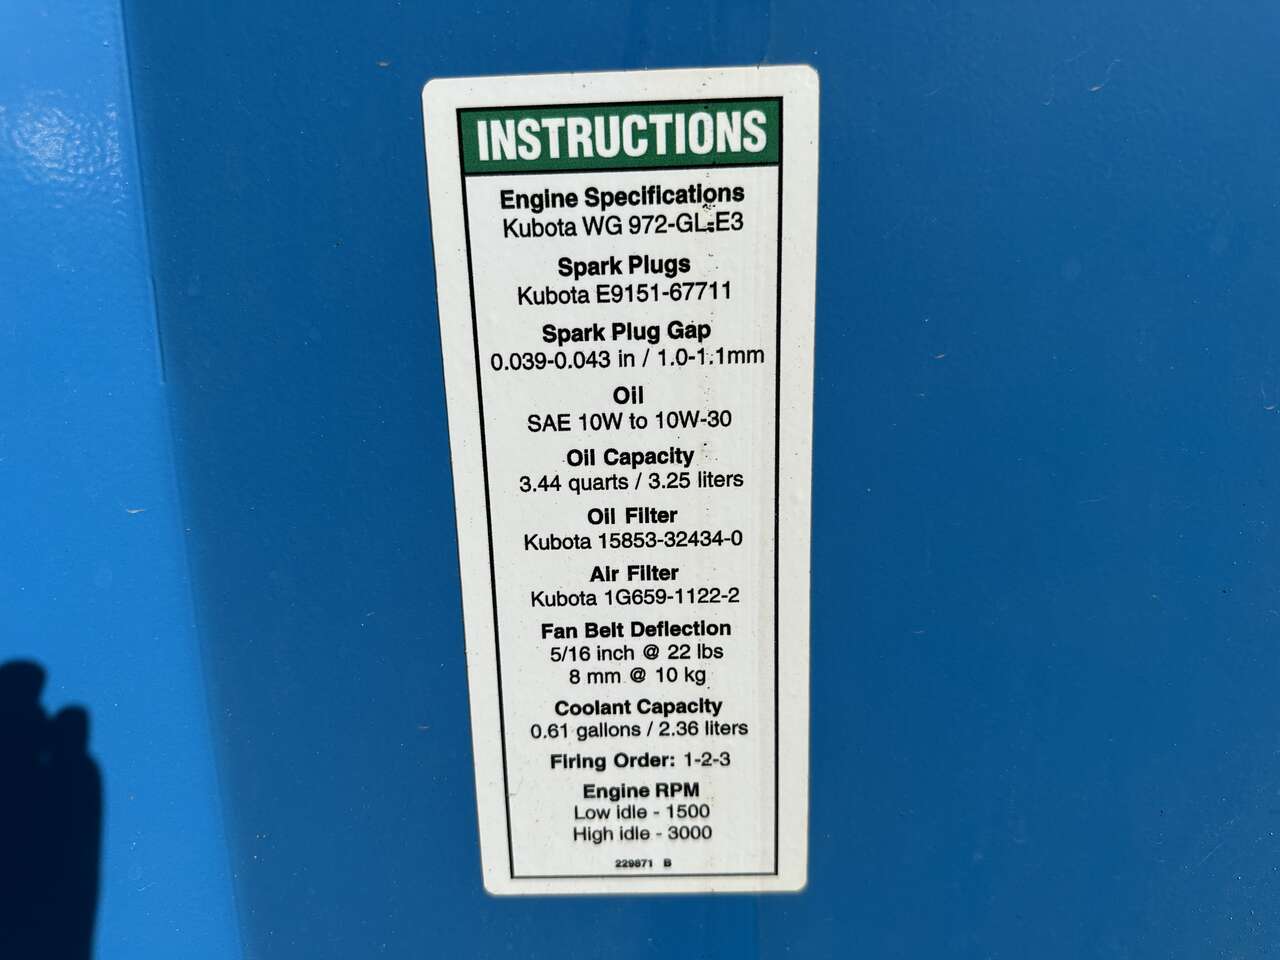 INSTRUCTIONS
Engine Specifications
Kubota WG 972-GL-E3
Spark Plugs
Kubota E9151-67711
Spark Plug Gap
0.039-0.043 in / 1.0-1.1mm
Oil
SAE 10W to 10W-30
Oil Capacity
3.44 quarts / 3.25 liters
Oil Filter
Kubota 15853-32434-0
Air Filter
Kubota 1G659-1122-2
Fan Belt Deflection
5/16 inch @ 22 lbs
8 mm @ 10 kg
Coolant Capacity
0.61 gallons / 2.36 liters
Firing Order: 1-2-3
Engine RPM
Low idle - 1500
High idle - 3000
229871 B